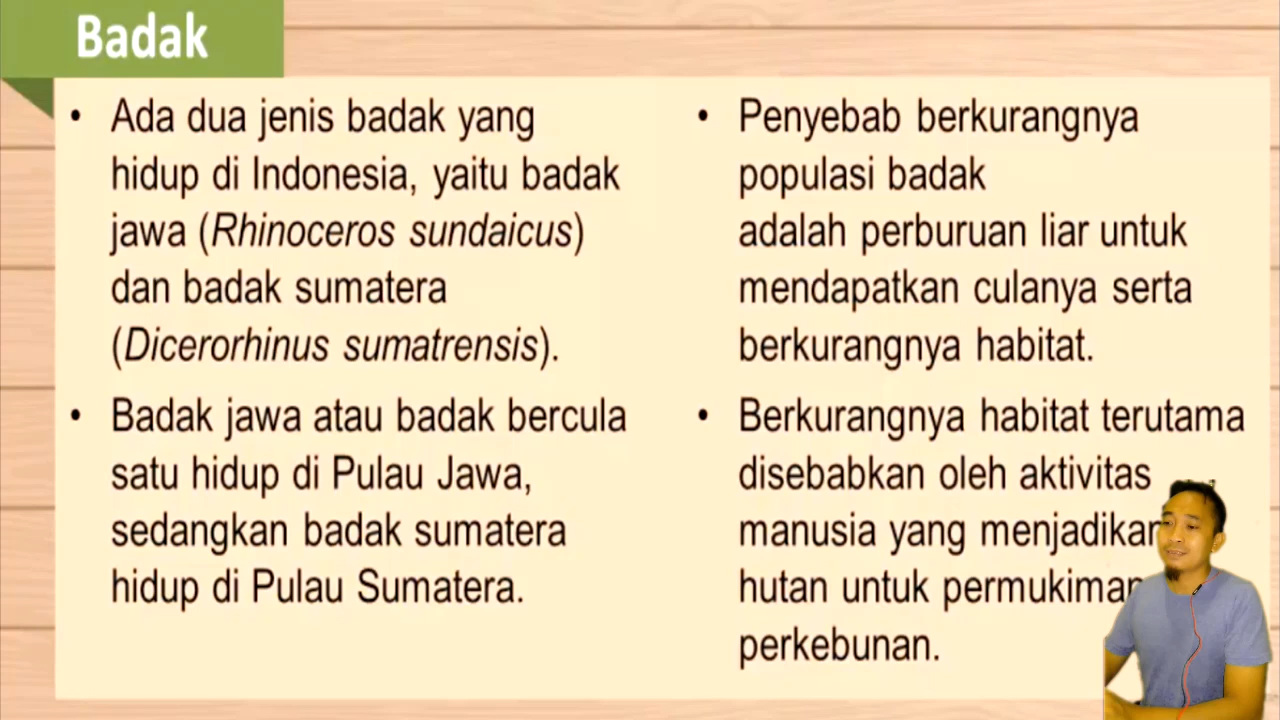 Badak
• Ada dua jenis badak yang
hidup di Indonesia, yaitu badak
jawa (Rhinoceros sundaicus)
dan badak sumatera
(Dicerorhinus sumatrensis).
• Badak jawa atau badak bercula
satu hidup di Pulau Jawa,
sedangkan badak sumatera
hidup di Pulau Sumatera.
• Penyebab berkurangnya
populasi badak
adalah perburuan liar untuk
mendapatkan culanya serta
berkurangnya habitat.
• Berkurangnya habitat terutama
disebabkan oleh aktivitas
manusia yang menjadikan
hutan untuk permukiman
perkebunan.